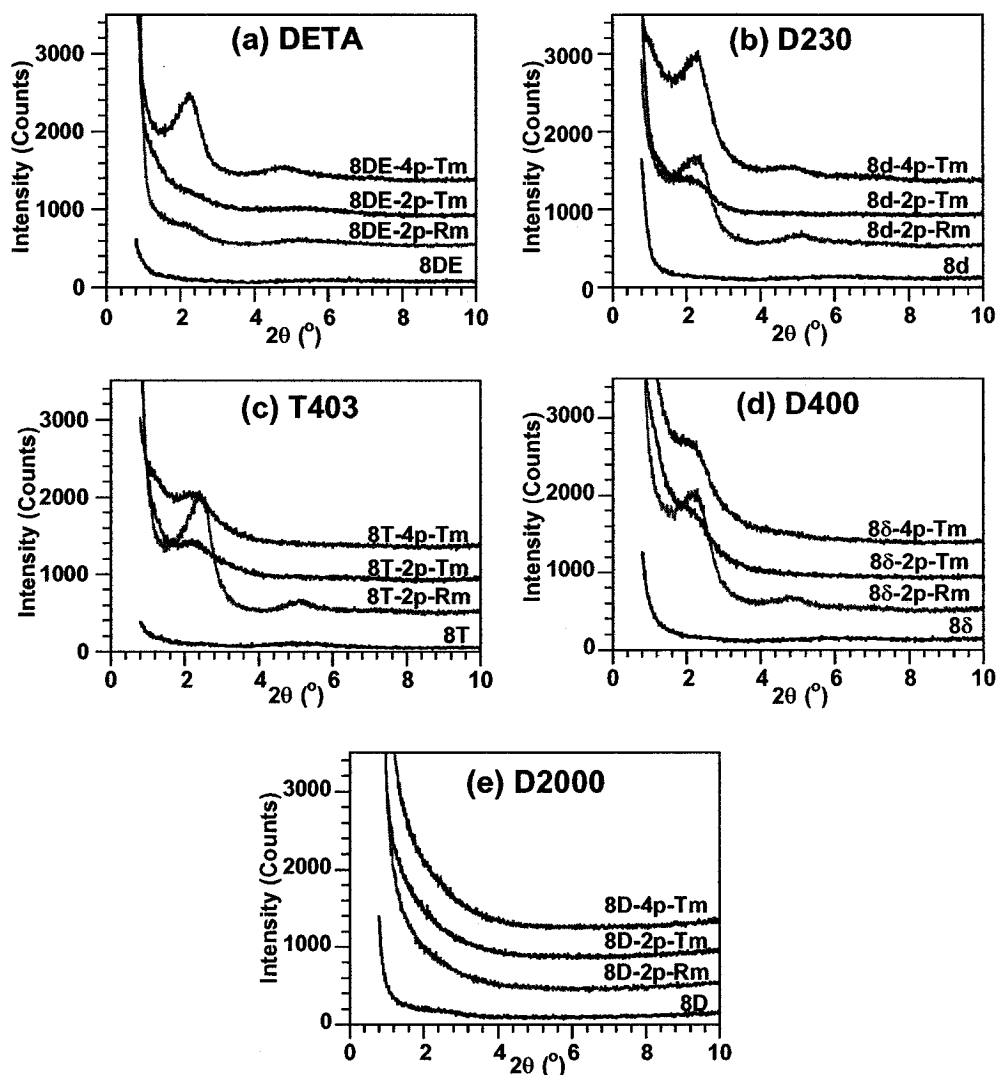 (a) DETA
Intensity (Counts)
3000
2000
1000
0
8DE-4p-Tm
8DE-2p-Tm
8DE-2p-Rm
8DE
0 2 4 6 8 10
2θ (°)
(b) D230
Intensity (Counts)
3000
2000
1000
0
8d-4p-Tm
8d-2p-Tm
8d-2p-Rm
8d
0 2 4 6 8 10
2θ (°)
(c) T403
Intensity (Counts)
3000
2000
1000
0
8T-4p-Tm
8T-2p-Tm
8T-2p-Rm
8T
0 2 4 6 8 10
2θ (°)
(d) D400
Intensity (Counts)
3000
2000
1000
0
8δ-4p-Tm
8δ-2p-Tm
8δ-2p-Rm
8δ
0 2 4 6 8 10
2θ (°)
(e) D2000
Intensity (Counts)
3000
2000
1000
0
8D-4p-Tm
8D-2p-Tm
8D-2p-Rm
8D
0 2 4 6 8 10
2θ (°)